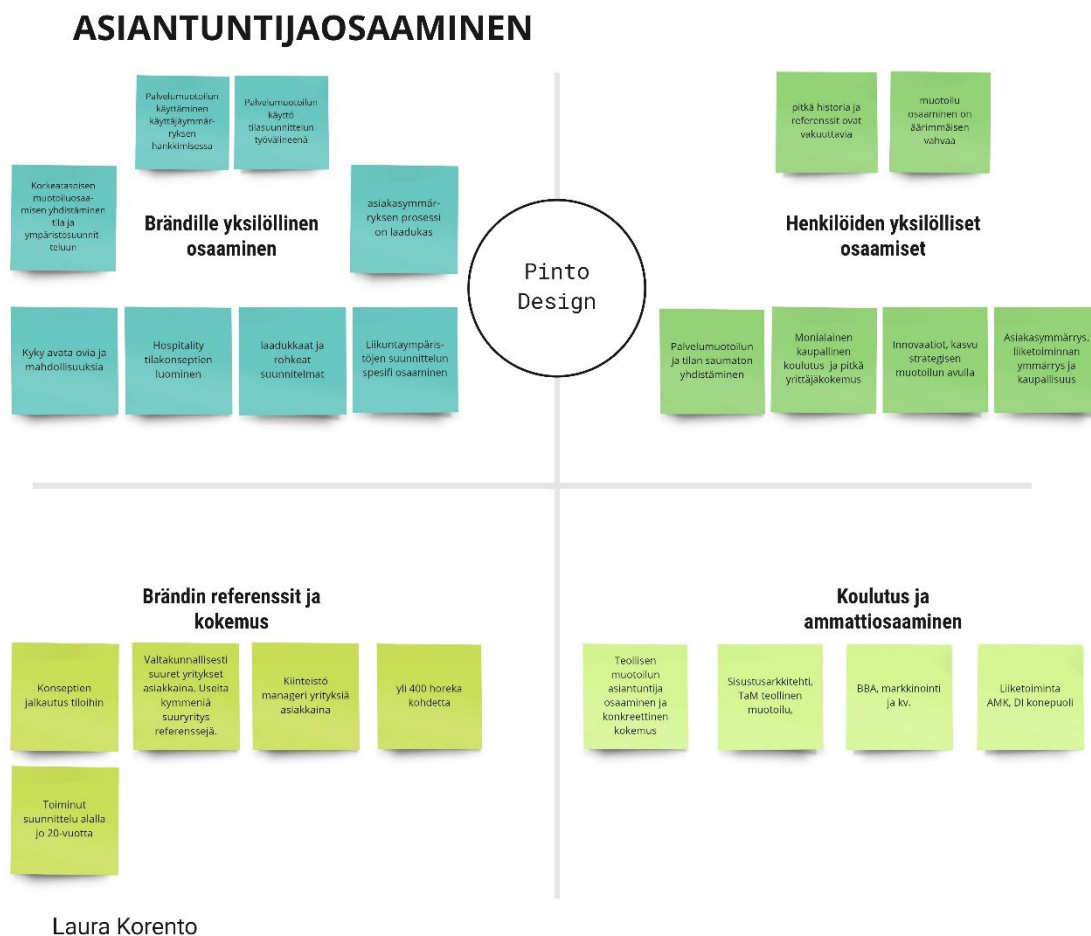 ASIANTUNTIJAOSAAMINEN
Palvelumuotoilun
käyttäminen
käyttäjäymmär-
ryksen
hankkimisessa
Palvelumuotoilun
käyttö
tilasuunnittelun
työvälineenä
Korkeatasoisen
muotoiluosaa-
misen yhdistäminen
tila ja
ympäristosuunnit-
teluun
Brändille yksilöllinen
osaaminen
asiakasymmär-
ryksen prosessi
on laadukas
Kyky avata ovia ja
mahdollisuuksia
Hospitality
tilakonseptien
luominen
laadukkaat ja
rohkeat
suunnitelmat
Liikuntaympäris-
töjen suunnittelun
spesifi osaaminen
Pinto
Design
pitkä historia ja
referenssit ovat
vakuuttavia
muotoilu
osaaminen on
äärimmäisen
vahvaa
Henkilöiden yksilölliset
osaamiset
Palvelumuotoilun
ja tilan saumaton
yhdistäminen
Monialainen
kaupallinen
koulutus ja pitkä
yrittäjäkokemus
Innovaatiot, kasvu
strategisen
muotoilun avulla
Asiakasymmärrys,
liiketoiminnan
ymmärrys ja
kaupallisuus
Brändin referenssit ja
kokemus
Konseptien
jalkautus tiloihin
Valtakunnallisesti
suuret yritykset
asiakkaina. Useita
kymmeniä
suuryritys
referenssejä.
Kiinteistö
manageri yrityksiä
asiakkaina
yli 400 horeka
kohdetta
Toiminut
suunnittelu alalla
jo 20-vuotta
Koulutus ja
ammattiosaaminen
Teollisen
muotoilun
asiantuntija
osaaminen ja
konkreettinen
kokemus
Sisustusarkkitehti,
TaM teollinen
muotoilu,
BBA, markkinointi
ja kv.
Liiketoiminta
AMK, DI konepuoli
Laura Korento